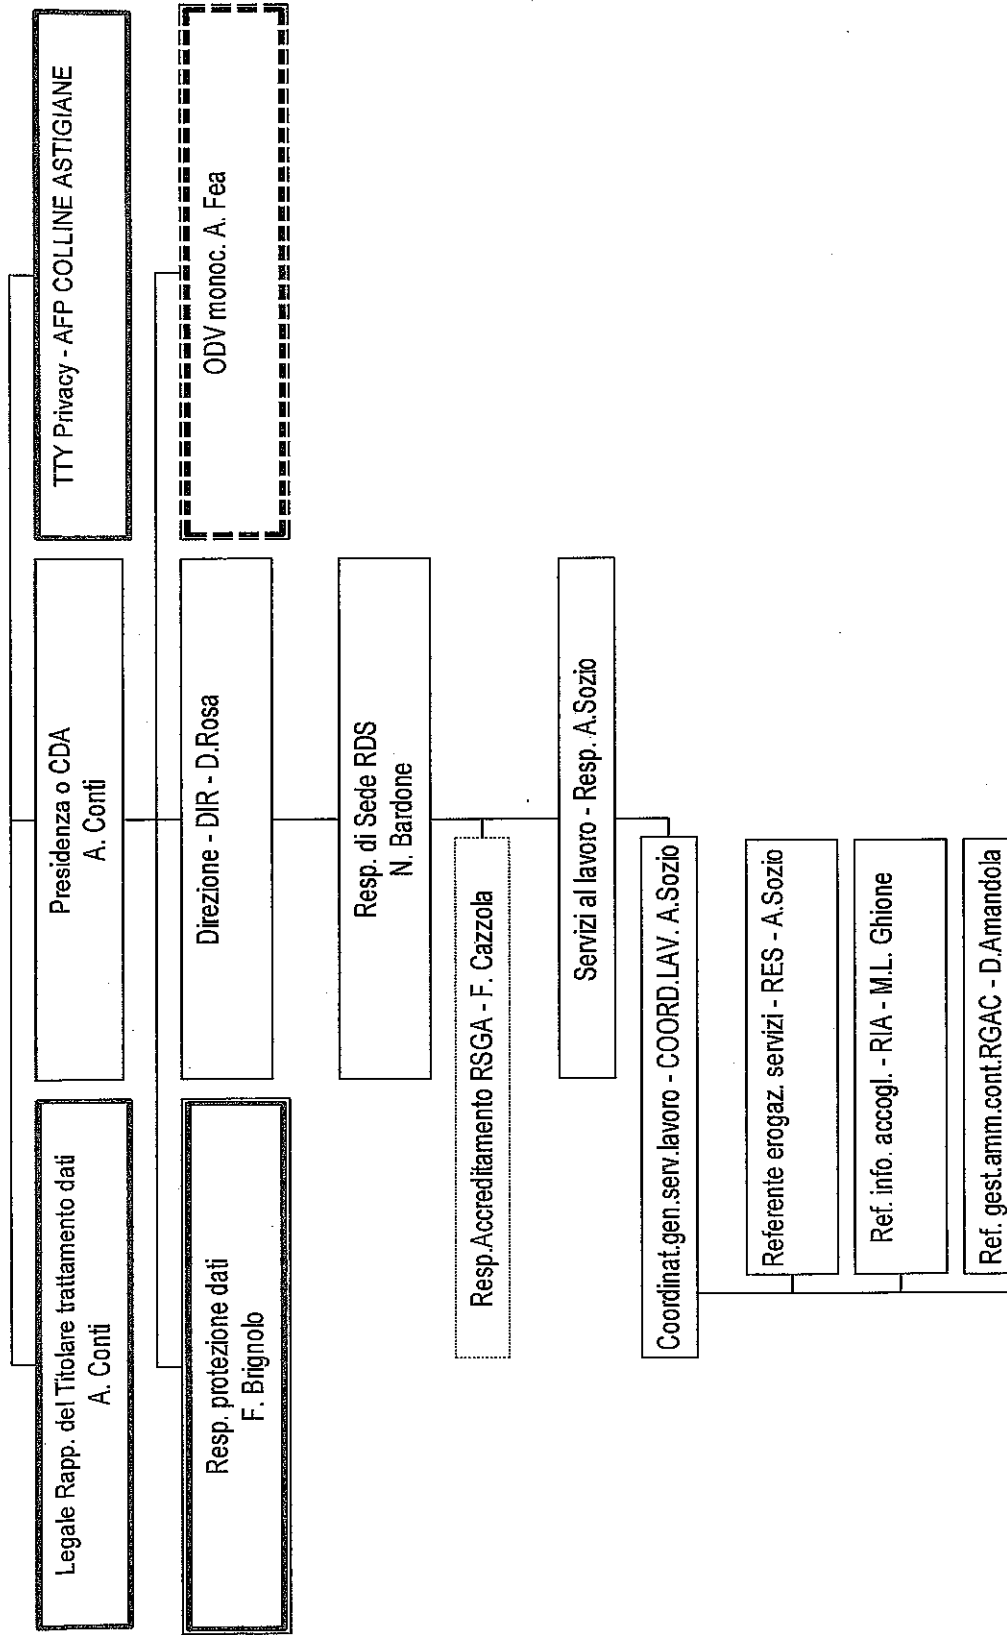 Legale Rapp. del Titolare trattamento dati
A. Conti
Presidenza o CDA
A. Conti
TTY Privacy - AFP COLLINE ASTIGIANE
Resp. protezione dati
F. Brignolo
Direzione - DIR - D.Rosa
ODV monoc. A. Fea
Resp. di Sede RDS
N. Bardone
Resp.Accreditamento RSGA - F. Cazzola
Servizi al lavoro - Resp. A.Sozio
Coordinat.gen.serv.lavoro - COORD.LAV. A.Sozio
Referente erogaz. servizi - RES - A.Sozio
Ref. info. accogl. - RIA - M.L. Ghione
Ref. gest.amm.cont.RGAC - D.Amandola